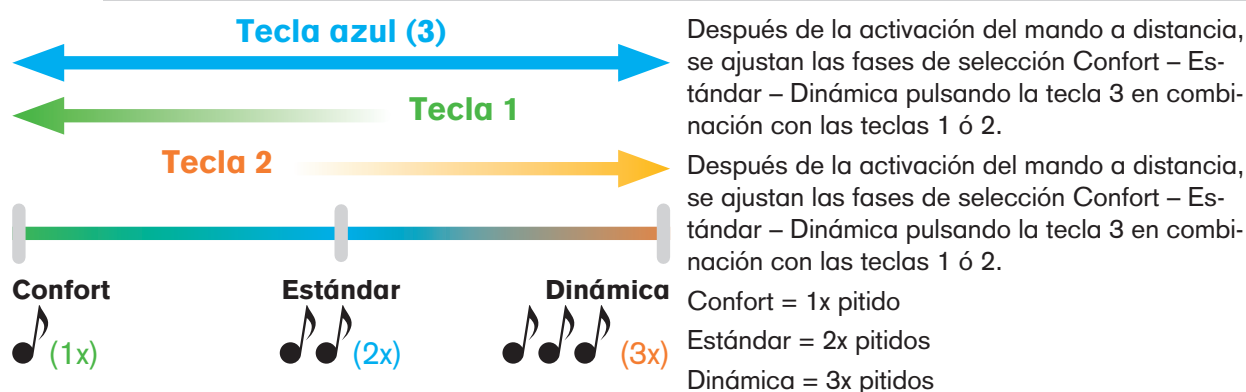 Tecla azul (3)
Tecla 1
Tecla 2
Confort
Estándar
Dinámica
(1x)
(2x)
(3x)
Después de la activación del mando a distancia,
se ajustan las fases de selección Confort – Es-
tándar – Dinámica pulsando la tecla 3 en combi-
nación con las teclas 1 ó 2.
Después de la activación del mando a distancia,
se ajustan las fases de selección Confort – Es-
tándar – Dinámica pulsando la tecla 3 en combi-
nación con las teclas 1 ó 2.
Confort = 1x pitido
Estándar = 2x pitidos
Dinámica = 3x pitidos